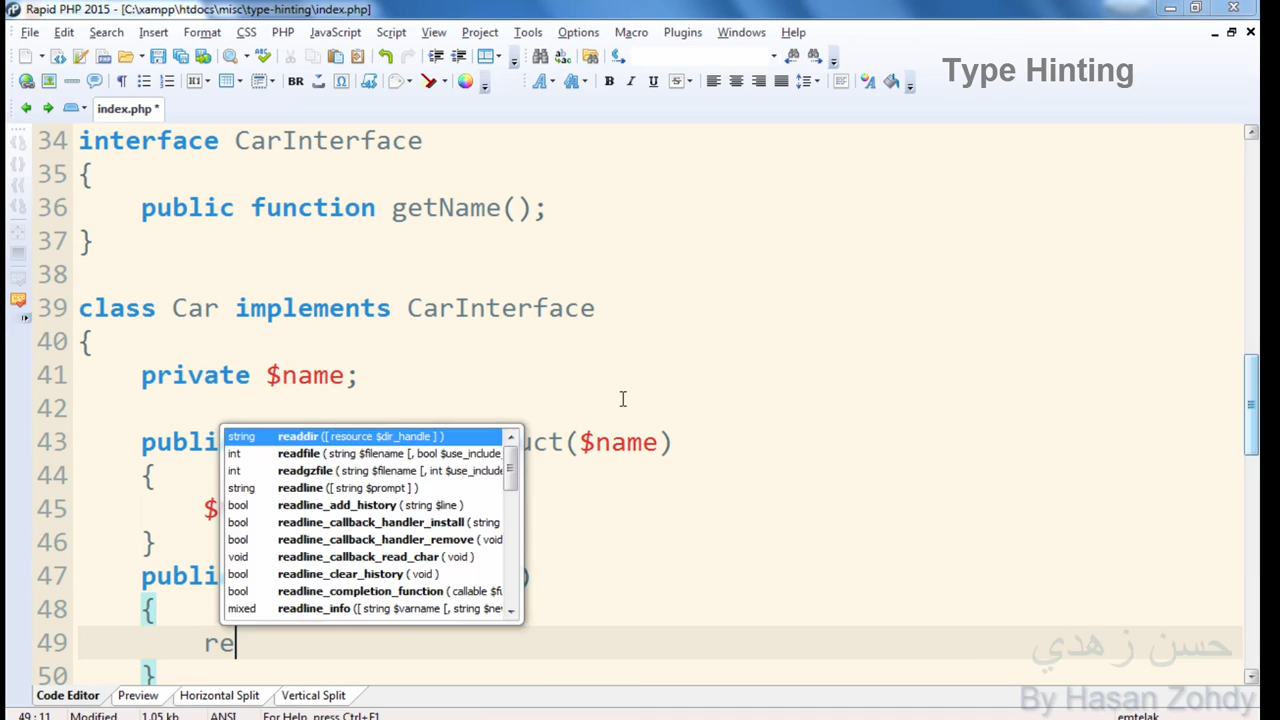 Rapid PHP 2015 - [C:\xampp\htdocs\misc\type-hinting\index.php]
File Edit Search Insert Format CSS PHP JavaScript Script View Project Tools Options Macro Plugins Windows Help
Type Hinting
index.php *
34 interface CarInterface
35 {
36 public function getName();
37 }
38
39 class Car implements CarInterface
40 {
41 private $name;
42
43 publi uct($name)
44 {
45 $
46 }
47 publi )
48 {
49 re
50 }
string readdir ([ resource $dir_handle ] )
int readfile ( string $filename [, bool $use_include_
int readgzfile ( string $filename [, int $use_include
string readline ([ string $prompt ] )
bool readline_add_history ( string $line )
bool readline_callback_handler_install ( string
bool readline_callback_handler_remove ( void
void readline_callback_read_char ( void )
bool readline_clear_history ( void )
bool readline_completion_function ( callable $fu
mixed readline_info ([ string $varname [, string $nev
حسن زهدي
By Hasan Zohdy
Code Editor Preview Horizontal Split Vertical Split
49 : 11 Modified 1.05 kb ANSI For Help, press Ctrl+F1 emtelak